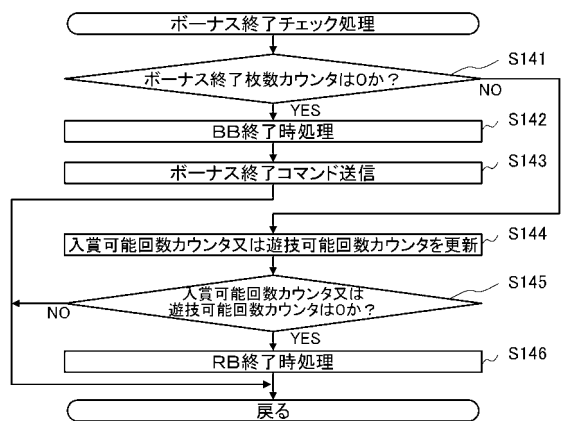 ボーナス終了チェック処理
S141
ボーナス終了枚数カウンタは0か？
NO
YES
S142
BB終了時処理
S143
ボーナス終了コマンド送信
S144
入賞可能回数カウンタ又は遊技可能回数カウンタを更新
S145
入賞可能回数カウンタ又は
遊技可能回数カウンタは0か？
NO
YES
S146
RB終了時処理
戻る